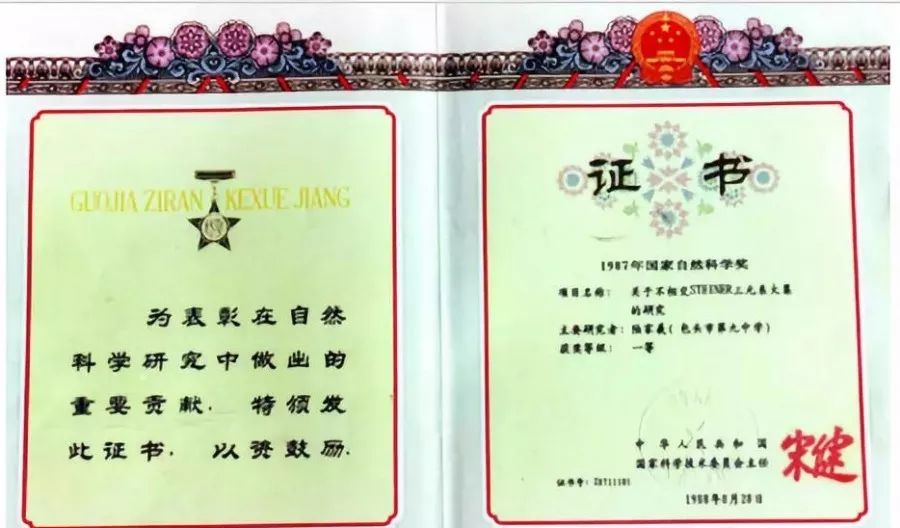 GUOJIA ZIRAN KEXUE JIANG
为表彰在自然
科学研究中做出的
重要贡献，特颁发
此证书，以资鼓励.
证书
1987年国家自然科学奖
项目名称： 关于不相交STEINER三元系大集
的研究
主要研究者： 陆家羲(包头市第九中学)
获奖等级： 一等
中华人民共和国
国家科学技术委员会主任
宋健
证书号：
1988年8月28日